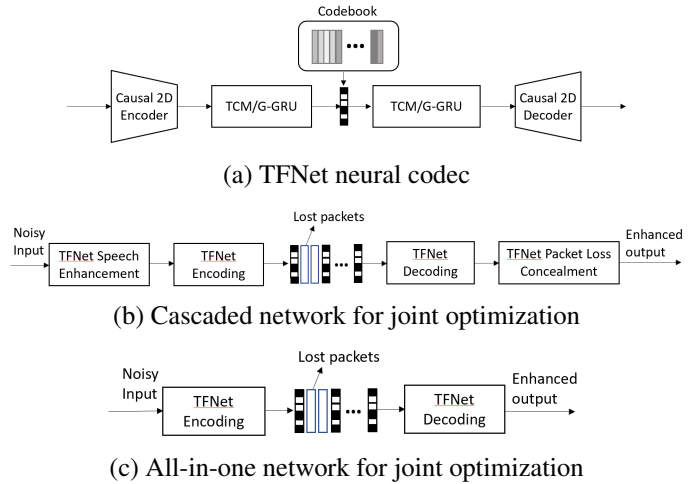 Codebook
Causal 2D
Encoder
TCM/G-GRU
TCM/G-GRU
Causal 2D
Decoder
(a) TFNet neural codec
Lost packets
Noisy
Input
TFNet Speech
Enhancement
TFNet
Encoding
TFNet
Decoding
TFNet Packet Loss
Concealment
Enhanced
output
(b) Cascaded network for joint optimization
Lost packets
Noisy
Input
TFNet
Encoding
TFNet
Decoding
Enhanced
output
(c) All-in-one network for joint optimization